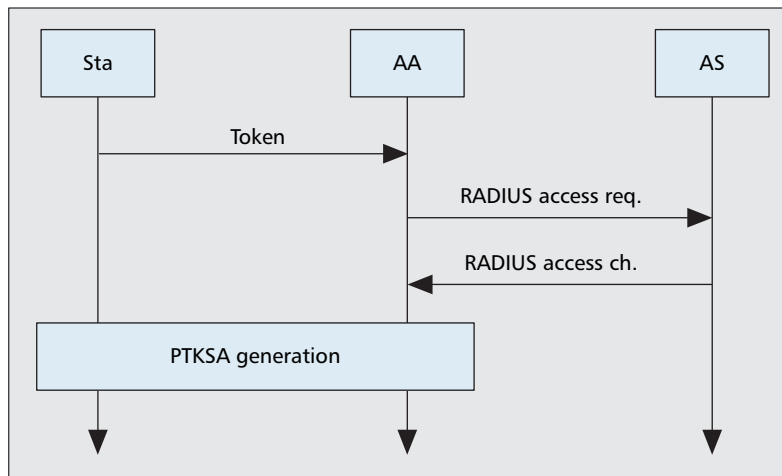 Sta
AA
AS
Token
RADIUS access req.
RADIUS access ch.
PTKSA generation